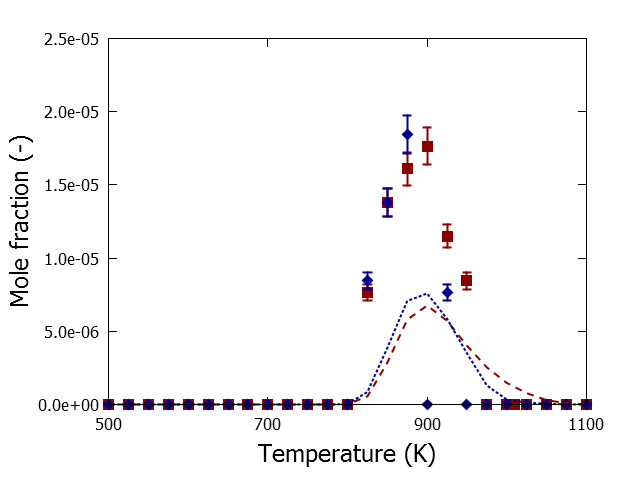 2.5e-05
2.0e-05
1.5e-05
1.0e-05
5.0e-06
0.0e+00
Mole fraction (-)
500 700 900 1100
Temperature (K)